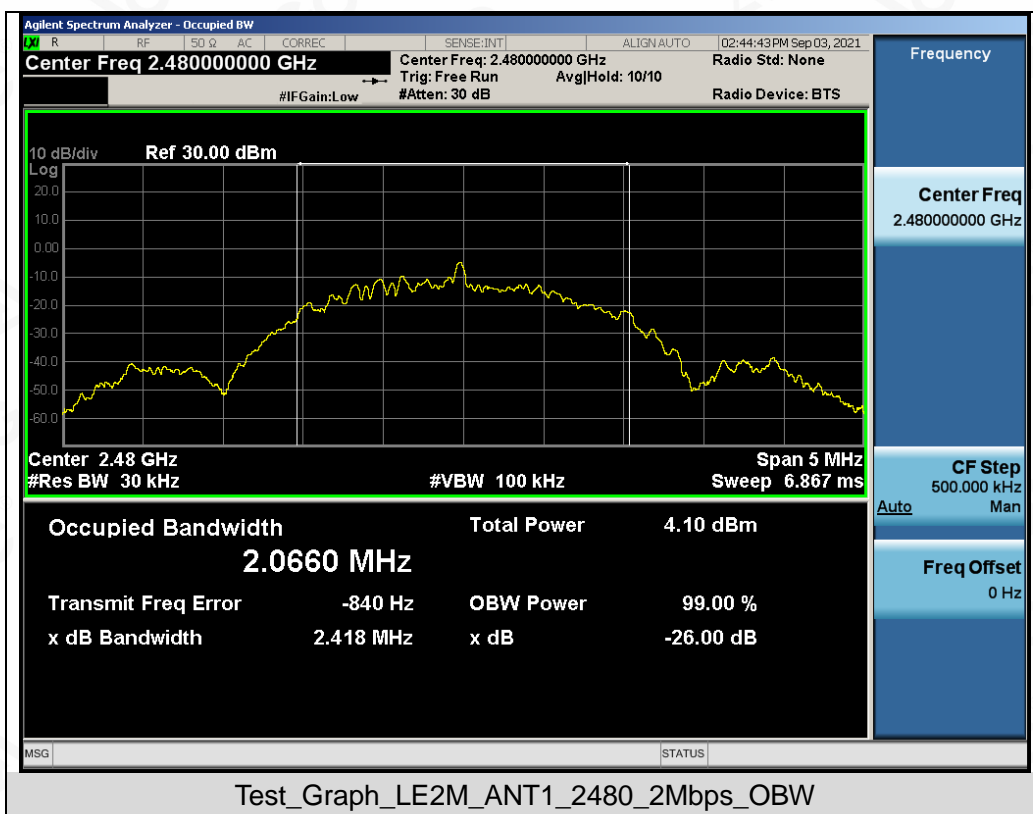 Agilent Spectrum Analyzer - Occupied BW
LXI R RF 50 Ω AC CORREC SENSE:INT ALIGN AUTO 02:44:43 PM Sep 03, 2021
Center Freq 2.480000000 GHz Center Freq: 2.480000000 GHz Radio Std: None
Trig: Free Run Avg|Hold: 10/10
#IFGain:Low #Atten: 30 dB Radio Device: BTS
10 dB/div Ref 30.00 dBm
Log
20.0
10.0
0.00
-10.0
-20.0
-30.0
-40.0
-50.0
-60.0
Center 2.48 GHz Span 5 MHz
#Res BW 30 kHz #VBW 100 kHz Sweep 6.867 ms
Occupied Bandwidth Total Power 4.10 dBm
2.0660 MHz
Transmit Freq Error -840 Hz OBW Power 99.00 %
x dB Bandwidth 2.418 MHz x dB -26.00 dB
MSG STATUS
Frequency
Center Freq
2.480000000 GHz
CF Step
500.000 kHz
Auto Man
Freq Offset
0 Hz
Test_Graph_LE2M_ANT1_2480_2Mbps_OBW